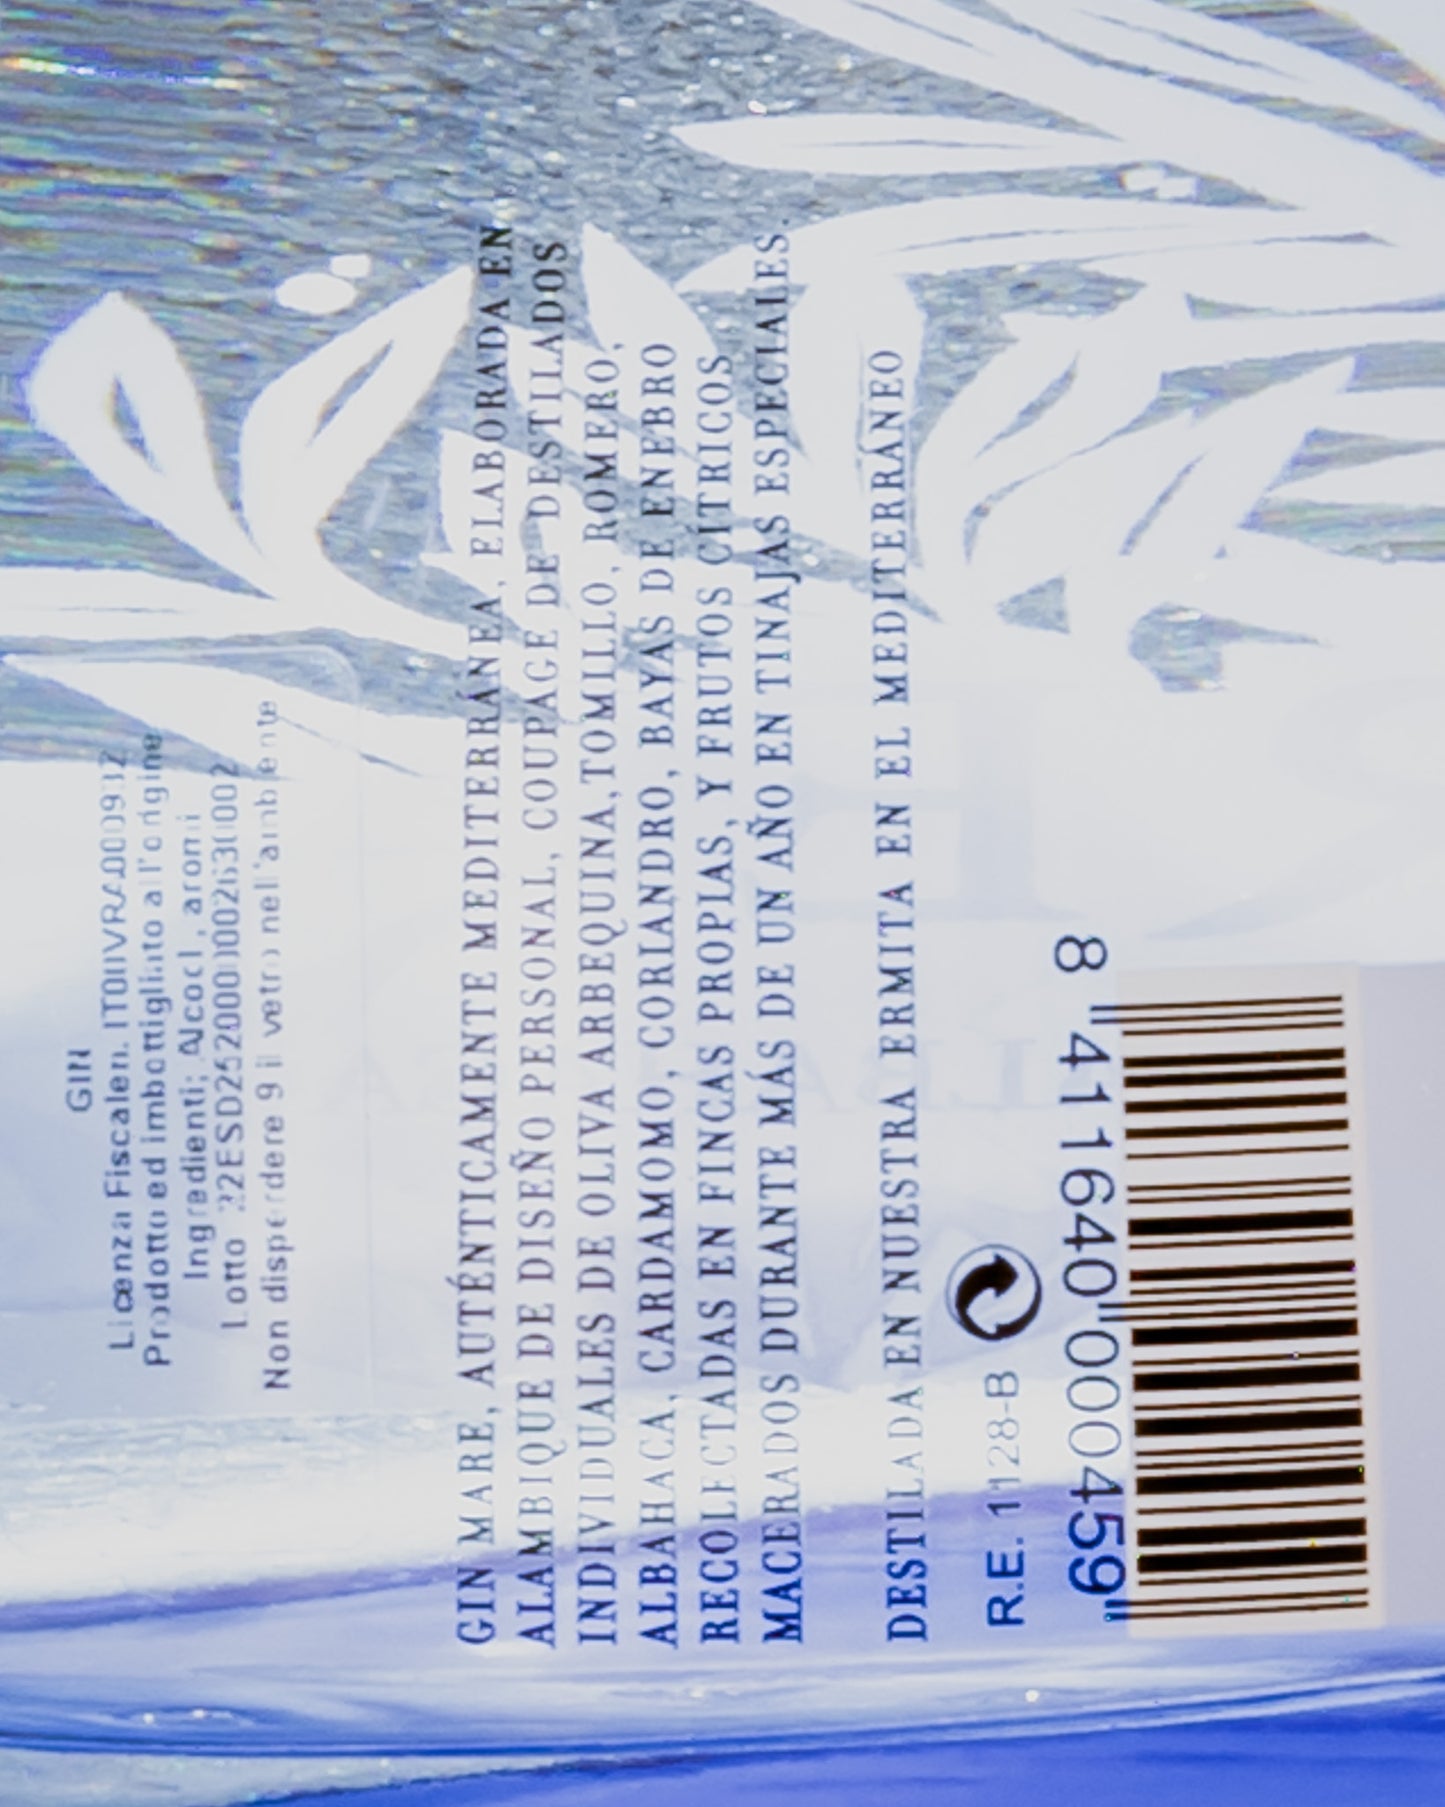 GIN
Licenza Fiscale n.
Prodotto ed imbottigliato all'origine
Ingredienti: Alcool, aromi
Lotto
Non disperdere il vetro nell'ambiente
GIN MARE, AUTÉNTICAMENTE MEDITERRÁNEA, ELABORADA EN
ALAMBIQUE DE DISEÑO PERSONAL, COUPAGE DE DESTILADOS
INDIVIDUALES DE OLIVA ARBEQUINA, TOMILLO, ROMERO,
ALBAHACA, CARDAMOMO, CORIANDRO, BAYAS DE ENEBRO
RECOLECTADAS EN FINCAS PROPIAS, Y FRUTOS CÍTRICOS
MACERADOS DURANTE MÁS DE UN AÑO EN TINAJAS ESPECIALES.
DESTILADA EN NUESTRA ERMITA EN EL MEDITERRÁNEO
R.E. 1128-B
8 411640 000459